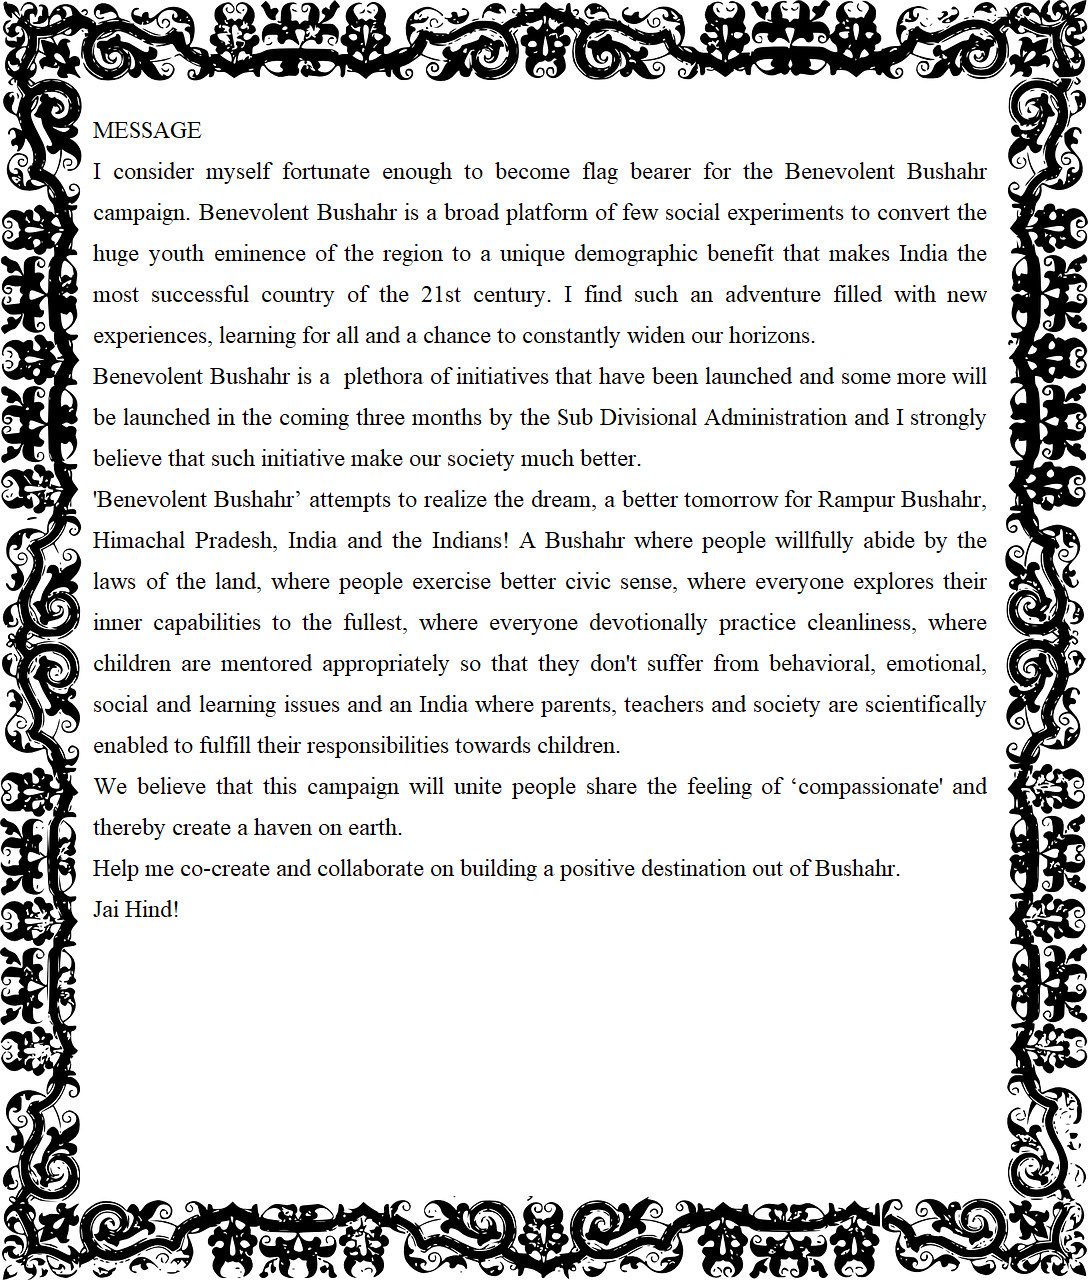 MESSAGE
I consider myself fortunate enough to become flag bearer for the Benevolent Bushahr
campaign. Benevolent Bushahr is a broad platform of few social experiments to convert the
huge youth eminence of the region to a unique demographic benefit that makes India the
most successful country of the 21st century. I find such an adventure filled with new
experiences, learning for all and a chance to constantly widen our horizons.
Benevolent Bushahr is a  plethora of initiatives that have been launched and some more will
be launched in the coming three months by the Sub Divisional Administration and I strongly
believe that such initiative make our society much better.
'Benevolent Bushahr’ attempts to realize the dream, a better tomorrow for Rampur Bushahr,
Himachal Pradesh, India and the Indians! A Bushahr where people willfully abide by the
laws of the land, where people exercise better civic sense, where everyone explores their
inner capabilities to the fullest, where everyone devotionally practice cleanliness, where
children are mentored appropriately so that they don't suffer from behavioral, emotional,
social and learning issues and an India where parents, teachers and society are scientifically
enabled to fulfill their responsibilities towards children.
We believe that this campaign will unite people share the feeling of ‘compassionate' and
thereby create a haven on earth.
Help me co-create and collaborate on building a positive destination out of Bushahr.
Jai Hind!